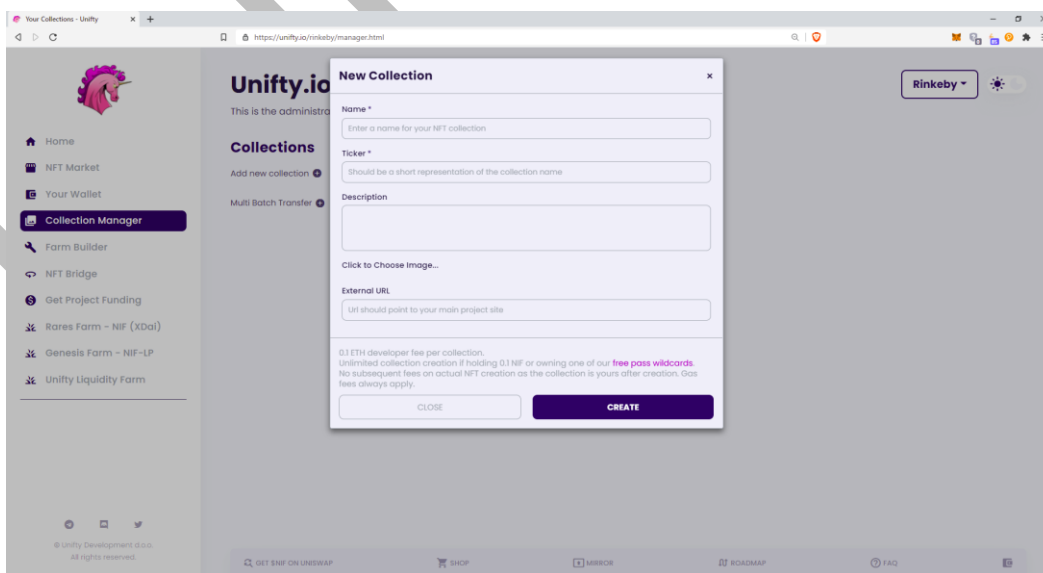 Your Collections - Unifty
https://unifty.io/rinkeby/manager.html
Home
NFT Market
Your Wallet
Collection Manager
Farm Builder
NFT Bridge
Get Project Funding
Rares Farm - NIF (XDai)
Genesis Farm - NIF-LP
Unifty Liquidity Farm
© Unifty Development d.o.o.
All rights reserved.
Unifty.io
This is the administra
Collections
Add new collection
Multi Batch Transfer
Rinkeby
New Collection
Name *
Enter a name for your NFT collection
Ticker *
Should be a short representation of the collection name
Description
Click to Choose Image...
External URL
Url should point to your main project site
0.1 ETH developer fee per collection.
Unlimited collection creation if holding 0.1 NIF or owning one of our free pass wildcards.
No subsequent fees on actual NFT creation as the collection is yours after creation. Gas
fees always apply.
CLOSE
CREATE
GET $NIF ON UNISWAP
SHOP
MIRROR
ROADMAP
FAQ